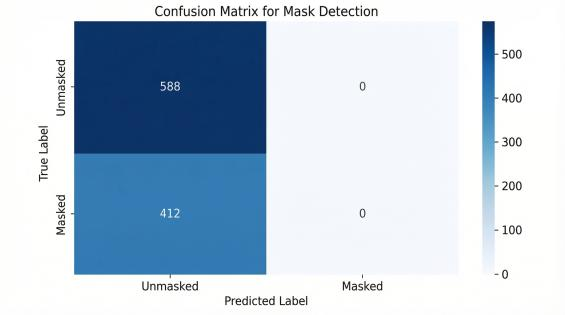 Confusion Matrix for Mask Detection
True Label
Unmasked
Masked
588
0
412
0
Unmasked
Masked
Predicted Label
500
400
300
200
100
0